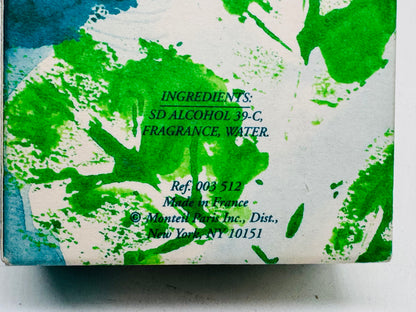 INGREDIENTS:
SD ALCOHOL 39-C,
FRAGRANCE, WATER.
Ref. 003 512
Made in France
© Monteil Paris Inc., Dist.,
New York, NY 10151